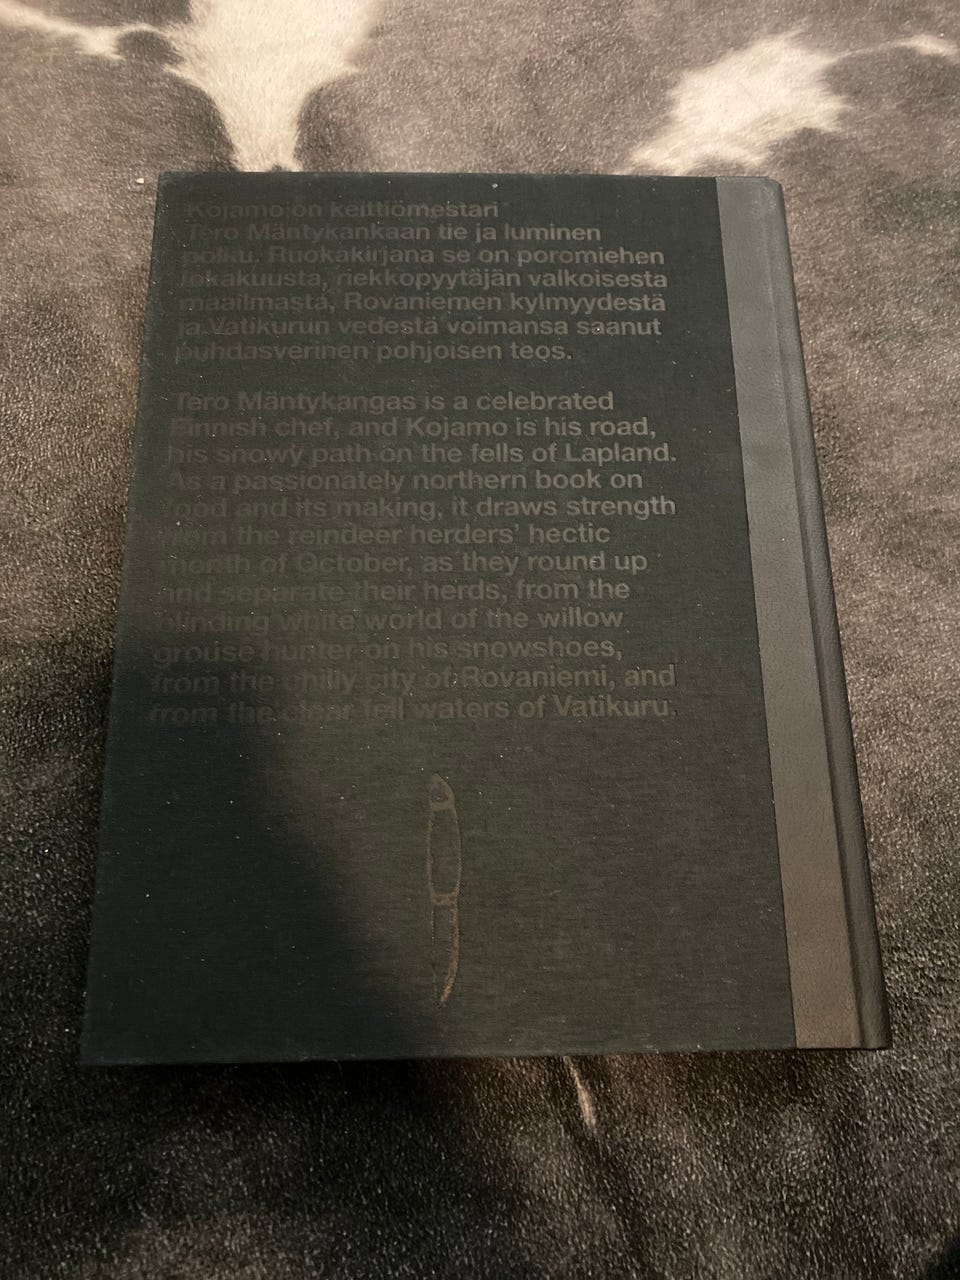 Kojamo on keittiömestari
Tero Mäntykankaan tie ja luminen
polku. Ruokakirjana se on poromiehen
lokakuusta, riekkopyytäjän valkoisesta
maailmasta, Rovaniemen kylmyydestä
ja Vatikurun vedestä voimansa saanut
puhdasverinen pohjoisen teos.
Tero Mäntykangas is a celebrated
Finnish chef, and Kojamo is his road,
his snowy path on the fells of Lapland.
As a passionately northern book on
food and its making, it draws strength
from the reindeer herders' hectic
month of October, as they round up
and separate their herds, from the
blinding white world of the willow
grouse hunter on his snowshoes,
from the chilly city of Rovaniemi, and
from the clear fell waters of Vatikuru.